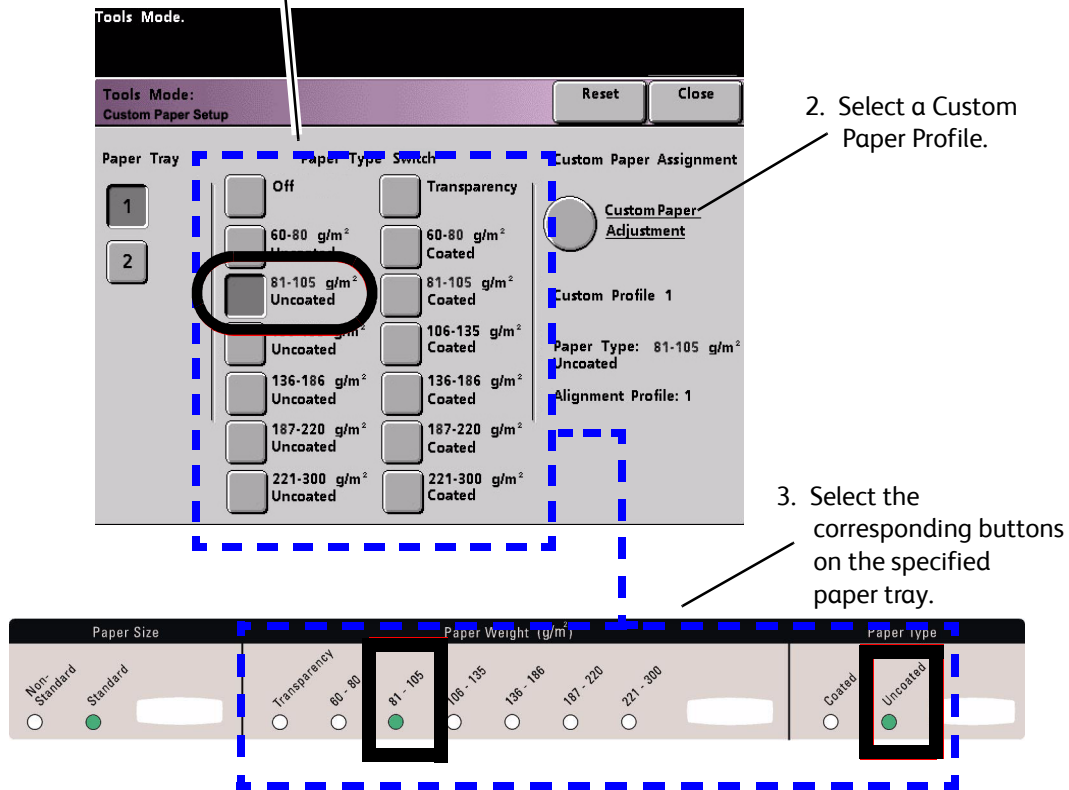 Tools Mode.
Tools Mode:
Custom Paper Setup
Reset
Close
2. Select a Custom
Paper Profile.
Paper Tray
Paper Type Switch
Custom Paper Assignment
1
2
Off
Transparency
60-80 g/m²
Uncoated
60-80 g/m²
Coated
81-105 g/m²
Uncoated
81-105 g/m²
Coated
g/m²
Uncoated
106-135 g/m²
Coated
136-186 g/m²
Uncoated
136-186 g/m²
Coated
187-220 g/m²
Uncoated
187-220 g/m²
Coated
221-300 g/m²
Uncoated
221-300 g/m²
Coated
Custom Paper
Adjustment
Custom Profile 1
Paper Type: 81-105 g/m²
Uncoated
Alignment Profile: 1
3. Select the
corresponding buttons
on the specified
paper tray.
Paper Size
Paper Weight (g/m²)
Paper Type
Non-
Standard
Standard
Transparency
60 - 80
81 - 105
106 - 135
136 - 186
187 - 220
221 - 300
Coated
Uncoated